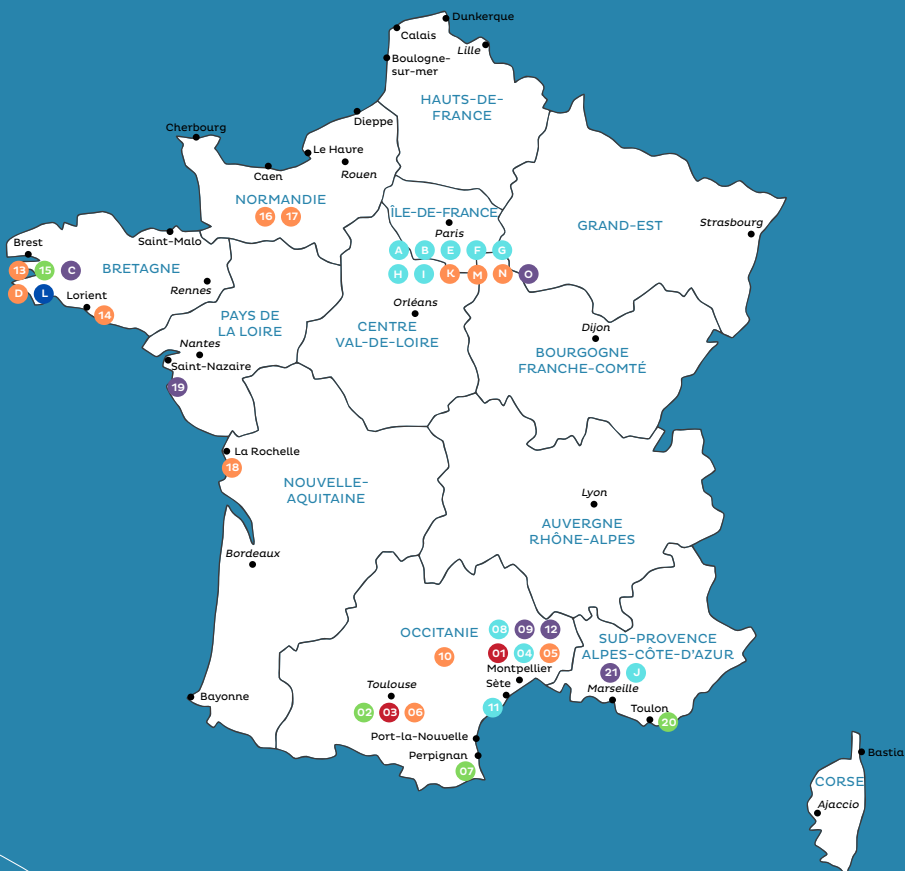 Dunkerque
Calais
Lille
Boulogne-
sur-mer
HAUTS-DE-
FRANCE
Dieppe
Cherbourg
Le Havre
Rouen
Caen
NORMANDIE
16 17
ÎLE-DE-FRANCE
Paris
A B E F G
H I K M N O
GRAND-EST
Strasbourg
Saint-Malo
Brest
BRETAGNE
13 15 C
Rennes
D L
Lorient
14
PAYS DE
LA LOIRE
Nantes
Saint-Nazaire
19
Orléans
CENTRE
VAL-DE-LOIRE
Dijon
BOURGOGNE
FRANCHE-COMTÉ
La Rochelle
18
NOUVELLE-
AQUITAINE
Lyon
AUVERGNE
RHÔNE-ALPES
Bordeaux
OCCITANIE
08 09 12
10
01 04 05
Montpellier
Sète
11
SUD-PROVENCE
ALPES-CÔTE-D'AZUR
21 J
Marseille
Toulon
20
Bayonne
Toulouse
02 03 06
Port-la-Nouvelle
Perpignan
07
Bastia
CORSE
Ajaccio